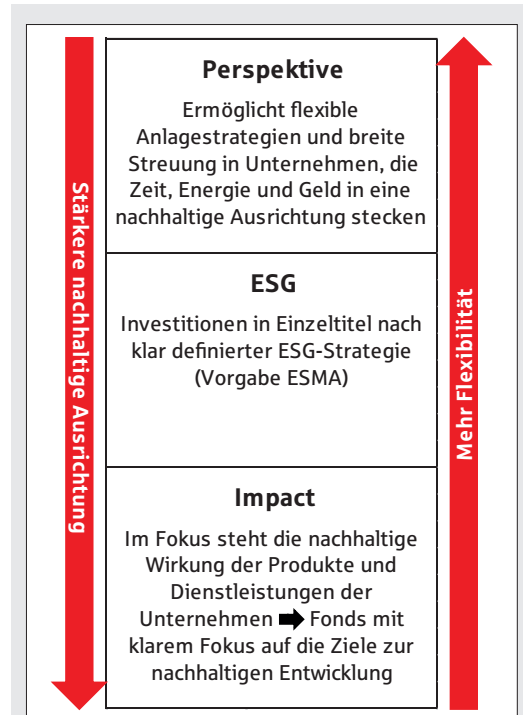 Stärkere nachhaltige Ausrichtung
Perspektive
Ermöglicht flexible
Anlagestrategien und breite
Streuung in Unternehmen, die
Zeit, Energie und Geld in eine
nachhaltige Ausrichtung stecken
ESG
Investitionen in Einzeltitel nach
klar definierter ESG-Strategie
(Vorgabe ESMA)
Impact
Im Fokus steht die nachhaltige
Wirkung der Produkte und
Dienstleistungen der
Unternehmen ➡ Fonds mit
klarem Fokus auf die Ziele zur
nachhaltigen Entwicklung
Mehr Flexibilität